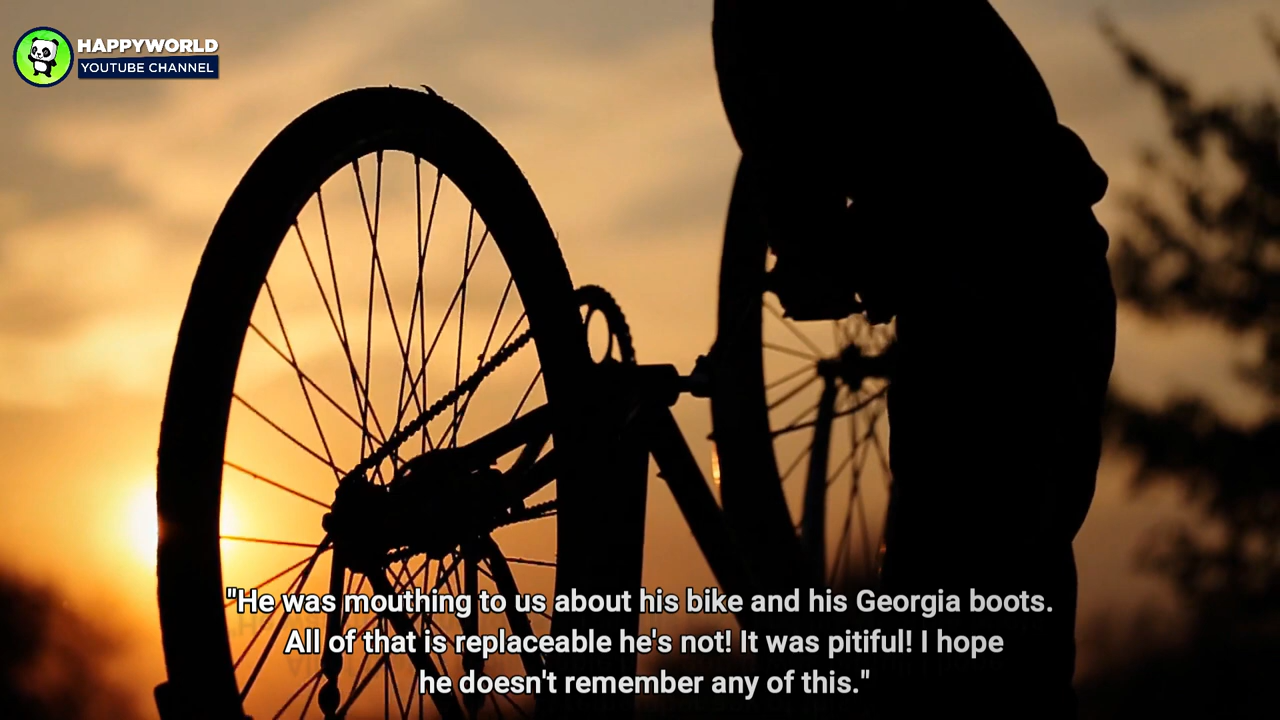 HAPPYWORLD
YOUTUBE CHANNEL
"He was mouthing to us about his bike and his Georgia boots.
All of that is replaceable he's not! It was pitiful! I hope
he doesn't remember any of this."